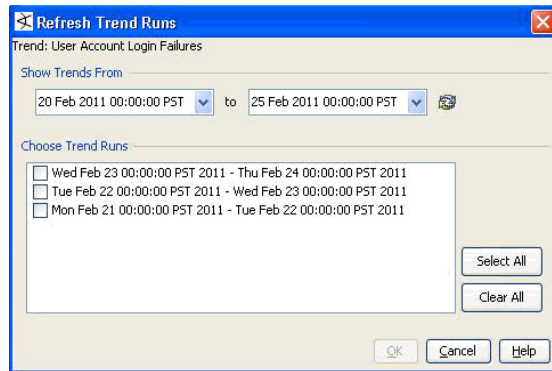 Refresh Trend Runs
Trend: User Account Login Failures
Show Trends From
20 Feb 2011 00:00:00 PST to 25 Feb 2011 00:00:00 PST
Choose Trend Runs
Wed Feb 23 00:00:00 PST 2011 - Thu Feb 24 00:00:00 PST 2011
Tue Feb 22 00:00:00 PST 2011 - Wed Feb 23 00:00:00 PST 2011
Mon Feb 21 00:00:00 PST 2011 - Tue Feb 22 00:00:00 PST 2011
Select All
Clear All
OK Cancel Help